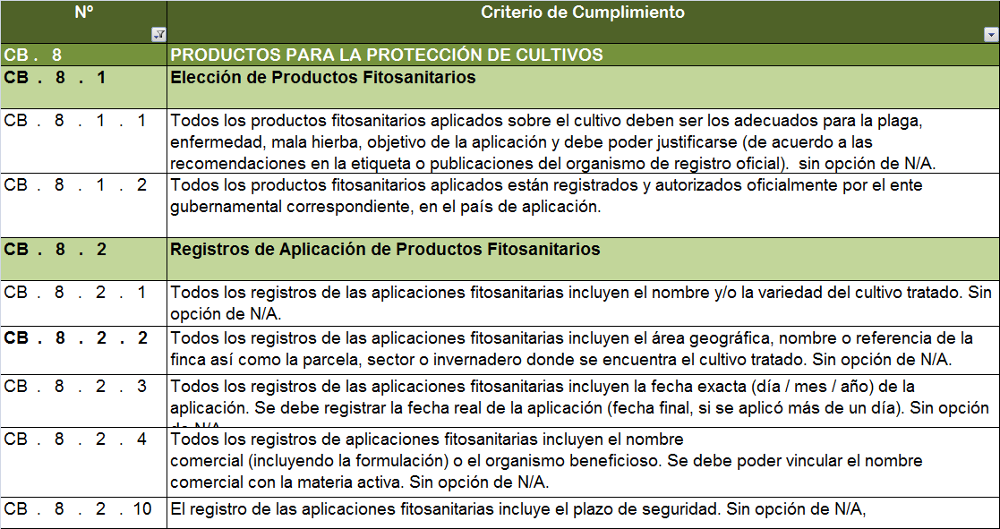 Nº
Criterio de Cumplimiento
CB . 8
PRODUCTOS PARA LA PROTECCIÓN DE CULTIVOS
CB . 8 . 1
Elección de Productos Fitosanitarios
CB . 8 . 1 . 1
Todos los productos fitosanitarios aplicados sobre el cultivo deben ser los adecuados para la plaga,
enfermedad, mala hierba, objetivo de la aplicación y debe poder justificarse (de acuerdo a las
recomendaciones en la etiqueta o publicaciones del organismo de registro oficial).  sin opción de N/A.
CB . 8 . 1 . 2
Todos los productos fitosanitarios aplicados están registrados y autorizados oficialmente por el ente
gubernamental correspondiente, en el país de aplicación.
CB . 8 . 2
Registros de Aplicación de Productos Fitosanitarios
CB . 8 . 2 . 1
Todos los registros de las aplicaciones fitosanitarias incluyen el nombre y/o la variedad del cultivo tratado. Sin
opción de N/A.
CB . 8 . 2 . 2
Todos los registros de las aplicaciones fitosanitarias incluyen el área geográfica, nombre o referencia de la
finca así como la parcela, sector o invernadero donde se encuentra el cultivo tratado. Sin opción de N/A.
CB . 8 . 2 . 3
Todos los registros de las aplicaciones fitosanitarias incluyen la fecha exacta (día / mes / año) de la
aplicación. Se debe registrar la fecha real de la aplicación (fecha final, si se aplicó más de un día). Sin opción
de N/A
CB . 8 . 2 . 4
Todos los registros de aplicaciones fitosanitarias incluyen el nombre
comercial (incluyendo la formulación) o el organismo beneficioso. Se debe poder vincular el nombre
comercial con la materia activa. Sin opción de N/A.
CB . 8 . 2 . 10
El registro de las aplicaciones fitosanitarias incluye el plazo de seguridad. Sin opción de N/A,